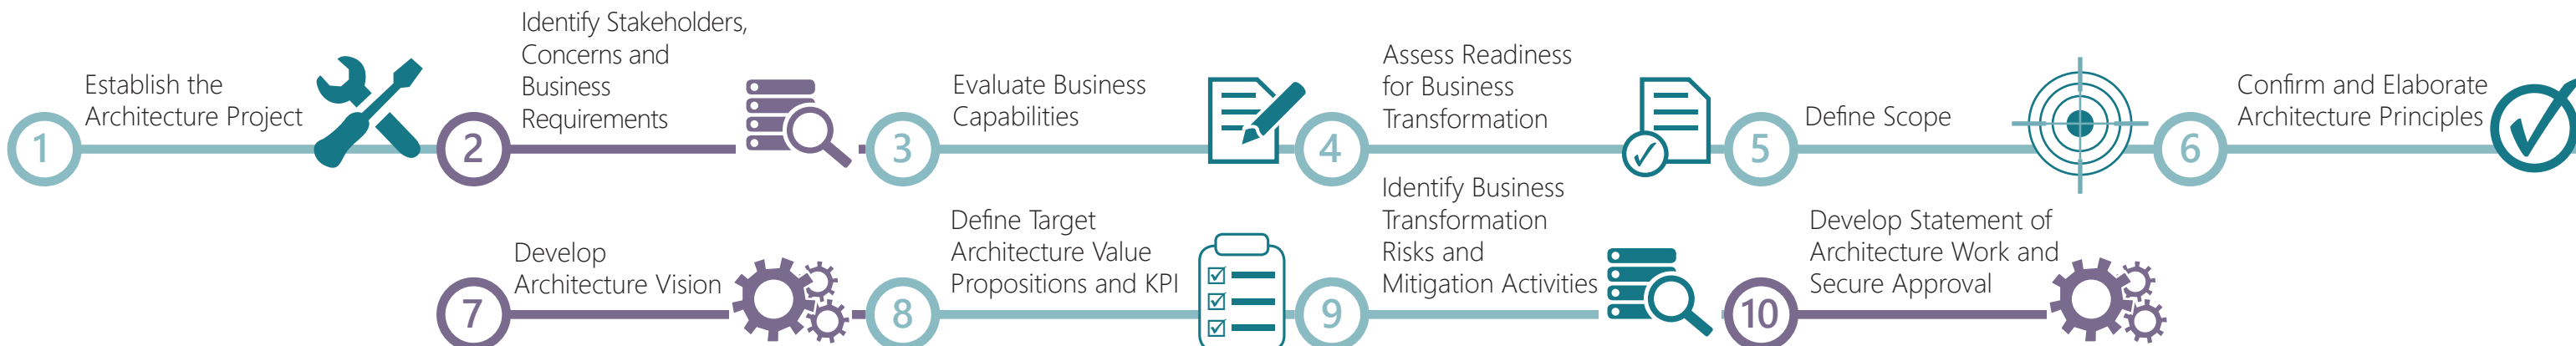 1
Establish the
Architecture Project
2
Identify Stakeholders,
Concerns and
Business
Requirements
3
Evaluate Business
Capabilities
4
Assess Readiness
for Business
Transformation
5
Define Scope
6
Confirm and Elaborate
Architecture Principles
7
Develop
Architecture Vision
8
Define Target
Architecture Value
Propositions and KPI
9
Identify Business
Transformation
Risks and
Mitigation Activities
10
Develop Statement of
Architecture Work and
Secure Approval